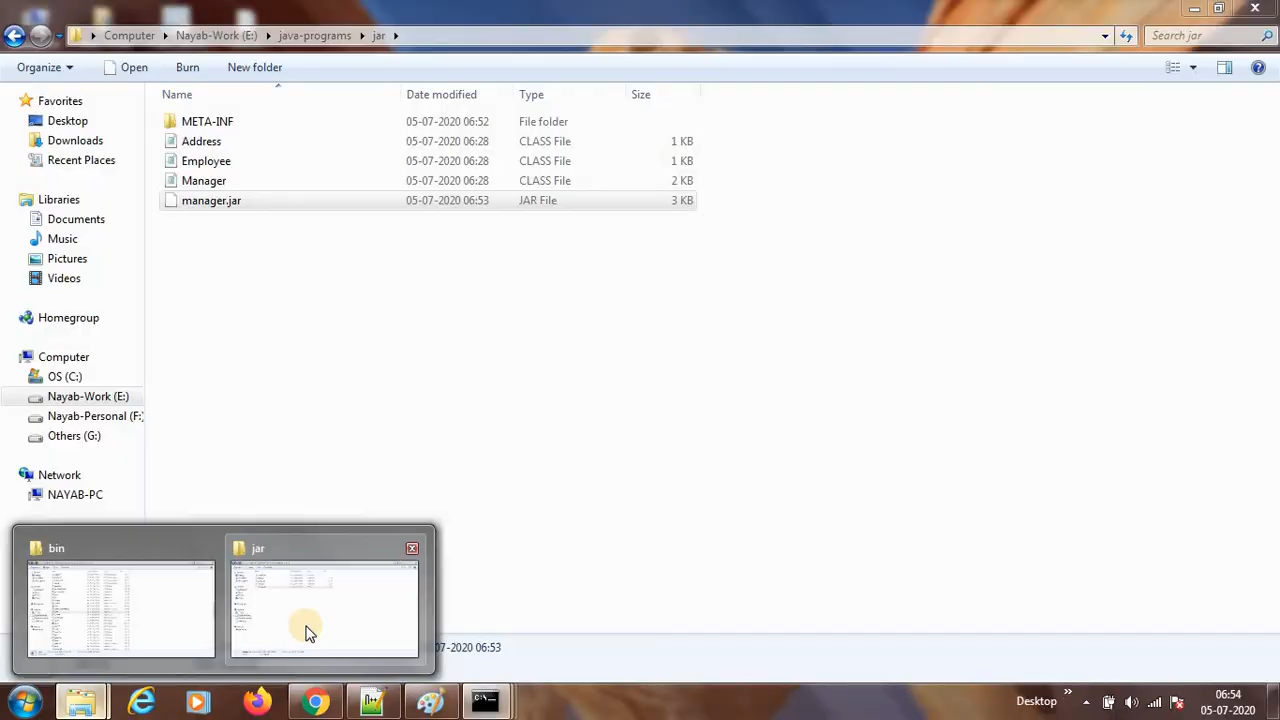 Computer Nayab-Work (E:) java-programs jar
Search jar
Organize Open Burn New folder
Name Date modified Type Size
Favorites
Desktop
Downloads
Recent Places
Libraries
Documents
Music
Pictures
Videos
Homegroup
Computer
OS (C:)
Nayab-Work (E:)
Nayab-Personal (F:
Others (G:)
Network
NAYAB-PC
META-INF 05-07-2020 06:52 File folder
Address 05-07-2020 06:28 CLASS File 1 KB
Employee 05-07-2020 06:28 CLASS File 1 KB
Manager 05-07-2020 06:28 CLASS File 2 KB
manager.jar 05-07-2020 06:53 JAR File 3 KB
bin
jar
07-2020 06:53
Desktop
06:54
05-07-2020